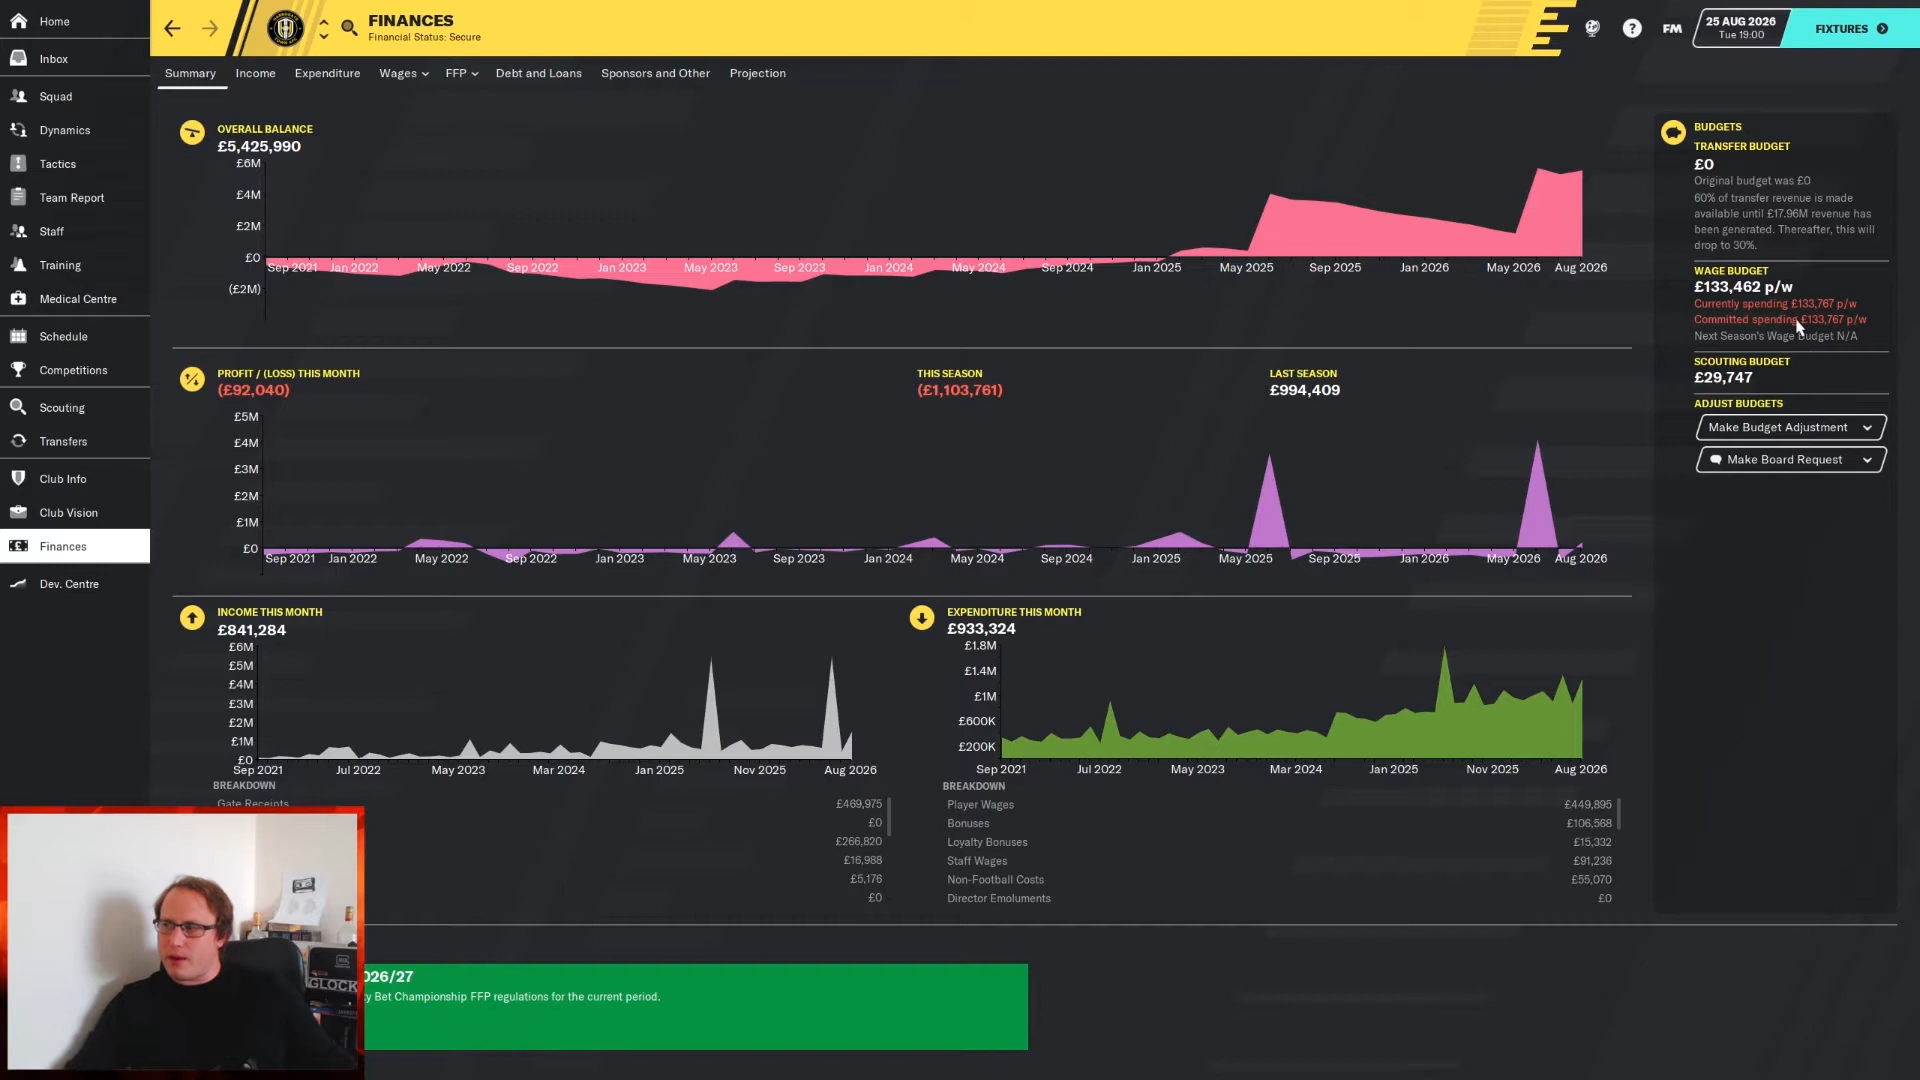 Home
Inbox
Squad
Dynamics
Tactics
Team Report
Staff
Training
Medical Centre
Schedule
Competitions
Scouting
Transfers
Club Info
Club Vision
Finances
Dev. Centre
FINANCES
Financial Status: Secure
FM
25 AUG 2026
Tue 19:00
FIXTURES
Summary
Income
Expenditure
Wages
FFP
Debt and Loans
Sponsors and Other
Projection
OVERALL BALANCE
£5,425,990
£6M
£4M
£2M
£0
(£2M)
Sep 2021 Jan 2022 May 2022 Sep 2022 Jan 2023 May 2023 Sep 2023 Jan 2024 May 2024 Sep 2024 Jan 2025 May 2025 Sep 2025 Jan 2026 May 2026 Aug 2026
PROFIT / (LOSS) THIS MONTH
(£92,040)
THIS SEASON
(£1,103,761)
LAST SEASON
£994,409
£5M
£4M
£3M
£2M
£1M
£0
Sep 2021 Jan 2022 May 2022 Sep 2022 Jan 2023 May 2023 Sep 2023 Jan 2024 May 2024 Sep 2024 Jan 2025 May 2025 Sep 2025 Jan 2026 May 2026 Aug 2026
INCOME THIS MONTH
£841,284
£6M
£5M
£4M
£3M
£2M
£1M
£0
Sep 2021 Jul 2022 May 2023 Mar 2024 Jan 2025 Nov 2025 Aug 2026
BREAKDOWN
Gate Receipts
£469,975
£0
£266,820
£16,988
£5,176
£0
EXPENDITURE THIS MONTH
£933,324
£1.8M
£1.4M
£1M
£600K
£200K
Sep 2021 Jul 2022 May 2023 Mar 2024 Jan 2025 Nov 2025 Aug 2026
BREAKDOWN
Player Wages £449,895
Bonuses £106,568
Loyalty Bonuses £15,332
Staff Wages £91,236
Non-Football Costs £55,070
Director Emoluments £0
BUDGETS
TRANSFER BUDGET
£0
Original budget was £0
60% of transfer revenue is made
available until £17.96M revenue has
been generated. Thereafter, this will
drop to 30%.
WAGE BUDGET
£133,462 p/w
Currently spending £133,767 p/w
Committed spending £133,767 p/w
Next Season's Wage Budget N/A
SCOUTING BUDGET
£29,747
ADJUST BUDGETS
Make Budget Adjustment
Make Board Request
026/27
y Bet Championship FFP regulations for the current period.
GLOCK